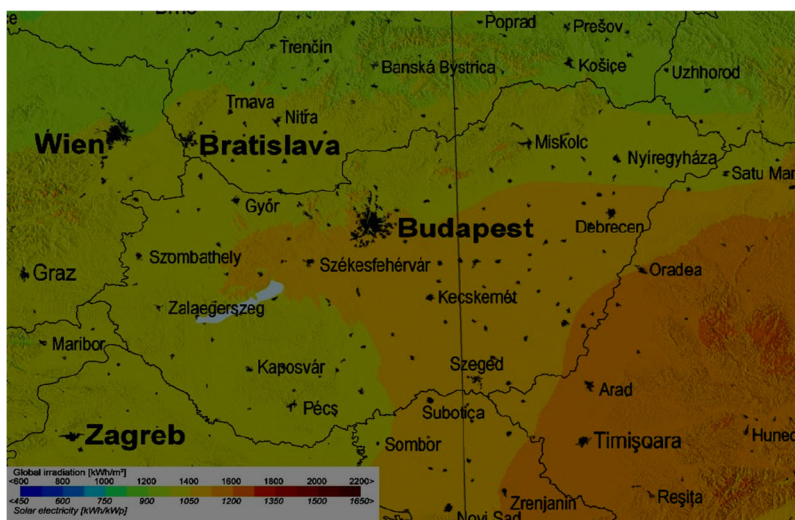 Poprad
Prešov
Trenčín
Banská Bystrica
Košice
Uzhhorod
Trnava
Nitra
Wien
Bratislava
Miskolc
Nyíregyháza
Satu Mar
Győr
Budapest
Debrecen
Szombathely
Székesfehérvár
Oradea
Graz
Zalaegerszeg
Kecskemét
Maribor
Kaposvár
Szeged
Arad
Pécs
Subotica
Zagreb
Sombor
Timişoara
Huned
Global irradiation [kWh/m²]
<600 800 1000 1200 1400 1600 1800 2000 2200>
<450 600 750 900 1050 1200 1350 1500 1650>
Solar electricity [kWh/kWp]
Zrenjanin
Reşiţa
Novi Sad